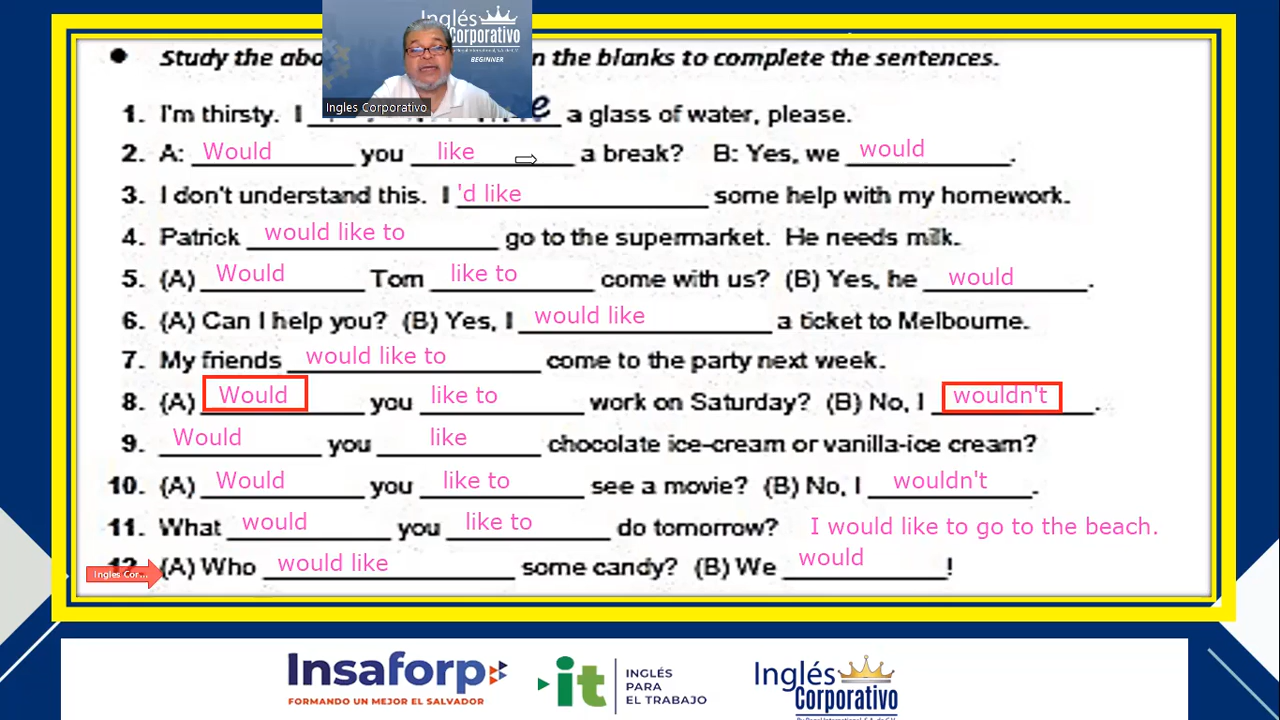 Inglés
Corporativo
BEGINNER
Ingles Corporativo
● Study the in the blanks to complete the sentences.
1. I'm thirsty. I a glass of water, please.
2. A: Would you like a break? B: Yes, we would.
3. I don't understand this. I 'd like some help with my homework.
4. Patrick would like to go to the supermarket. He needs milk.
5. (A) Would Tom like to come with us? (B) Yes, he would.
6. (A) Can I help you? (B) Yes, I would like a ticket to Melbourne.
7. My friends would like to come to the party next week.
8. (A) Would you like to work on Saturday? (B) No, I wouldn't.
9. Would you like chocolate ice-cream or vanilla-ice cream?
10. (A) Would you like to see a movie? (B) No, I wouldn't.
11. What would you like to do tomorrow? I would like to go to the beach.
Ingles Cor...
12. (A) Who would like some candy? (B) We would!
Insaforp
FORMANDO UN MEJOR EL SALVADOR
it
INGLÉS
PARA
EL TRABAJO
Inglés
Corporativo